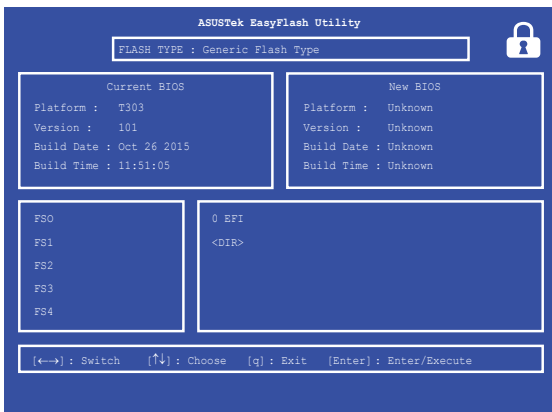 ASUSTek EasyFlash Utility
FLASH TYPE : Generic Flash Type
Current BIOS
Platform : T303
Version : 101
Build Date : Oct 26 2015
Build Time : 11:51:05
New BIOS
Platform : Unknown
Version : Unknown
Build Date : Unknown
Build Time : Unknown
FSO
FS1
FS2
FS3
FS4
0 EFI
<DIR>
[←→] : Switch [↑↓] : Choose [q] : Exit [Enter] : Enter/Execute